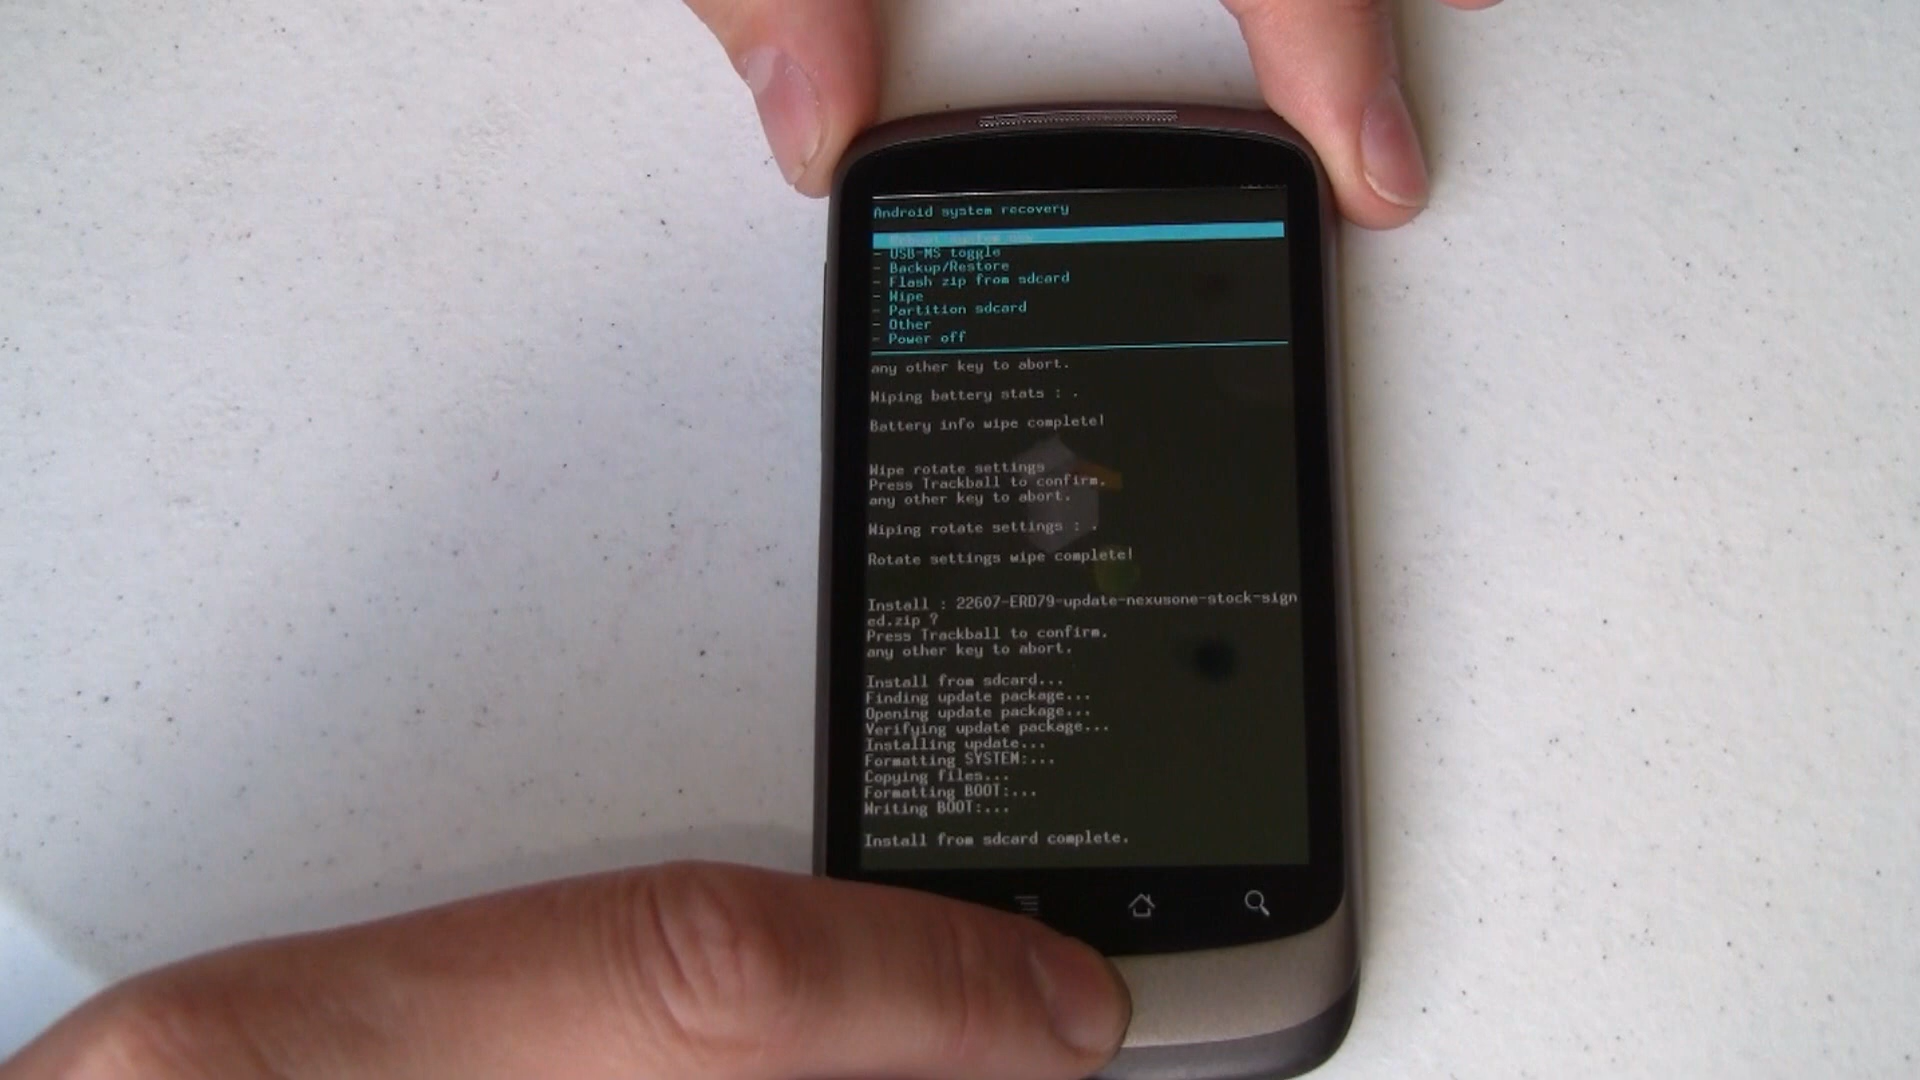 Android system recovery
- Reboot system now
- USB-MS toggle
- Backup/Restore
- Flash zip from sdcard
- Wipe
- Partition sdcard
- Other
- Power off
any other key to abort.
Wiping battery stats : .
Battery info wipe complete!
Wipe rotate settings
Press Trackball to confirm.
any other key to abort.
Wiping rotate settings : .
Rotate settings wipe complete!
Install : 22607-ERD79-update-nexusone-stock-sign
ed.zip ?
Press Trackball to confirm.
any other key to abort.
Install from sdcard...
Finding update package...
Opening update package...
Verifying update package...
Installing update...
Formatting SYSTEM:...
Copying files...
Formatting BOOT:...
Writing BOOT:...
Install from sdcard complete.